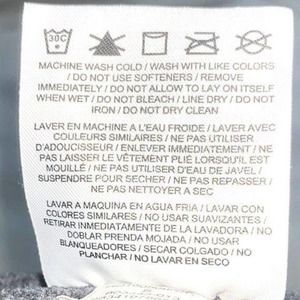 30C
MACHINE WASH COLD / WASH WITH LIKE COLORS
/ DO NOT USE SOFTENERS / REMOVE
IMMEDIATELY / DO NOT ALLOW TO LAY ON ITSELF
WHEN WET / DO NOT BLEACH / LINE DRY / DO NOT
IRON / DO NOT DRY CLEAN
LAVER EN MACHINE A L'EAU FROIDE / LAVER AVEC
COULEURS SIMILAIRES / NE PAS UTILISER
D'ADOUCISSEUR / ENLEVER IMMEDIATEMENT / NE
PAS LAISSER LE VÊTEMENT PLIÉ LORSQU'IL EST
MOUILLÉ / NE PAS UTILISER D'EAU DE JAVEL /
SUSPENDRE POUR SECHER / NE PAS REPASSER /
NE PAS NETTOYER A SEC
LAVAR A MAQUINA EN AGUA FRIA / LAVAR CON
COLORES SIMILARES / NO USAR SUAVIZANTES /
RETIRAR INMEDIATAMENTE DE LA LAVADORA / NO
DOBLAR PRENDA MOJADA / NO USAR
BLANQUEADORES / SECAR COLGADO / NO
PLANCHAR / NO LAVAR EN SECO